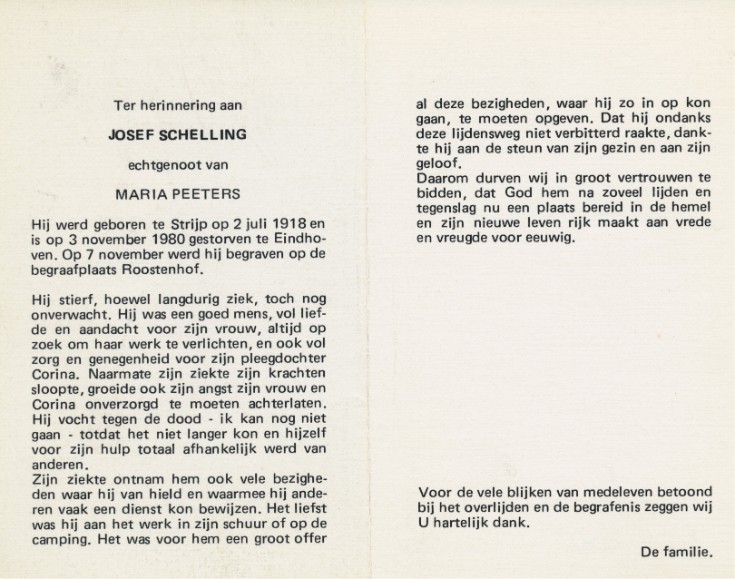 Ter herinnering aan
JOSEF SCHELLING
echtgenoot van
MARIA PEETERS
Hij werd geboren te Strijp op 2 juli 1918 en
is op 3 november 1980 gestorven te Eindho-
ven. Op 7 november werd hij begraven op de
begraafplaats Roostenhof.
Hij stierf, hoewel langdurig ziek, toch nog
onverwacht. Hij was een goed mens, vol lief-
de en aandacht voor zijn vrouw, altijd op
zoek om haar werk te verlichten, en ook vol
zorg en genegenheid voor zijn pleegdochter
Corina. Naarmate zijn ziekte zijn krachten
sloopte, groeide ook zijn angst zijn vrouw en
Corina onverzorgd te moeten achterlaten.
Hij vocht tegen de dood - ik kan nog niet
gaan - totdat het niet langer kon en hijzelf
voor zijn hulp totaal afhankelijk werd van
anderen.
Zijn ziekte ontnam hem ook vele bezighe-
den waar hij van hield en waarmee hij ande-
ren vaak een dienst kon bewijzen. Het liefst
was hij aan het werk in zijn schuur of op de
camping. Het was voor hem een groot offer
al deze bezigheden, waar hij zo in op kon
gaan, te moeten opgeven. Dat hij ondanks
deze lijdensweg niet verbitterd raakte, dank-
te hij aan de steun van zijn gezin en aan zijn
geloof.
Daarom durven wij in groot vertrouwen te
bidden, dat God hem na zoveel lijden en
tegenslag nu een plaats bereid in de hemel
en zijn nieuwe leven rijk maakt aan vrede
en vreugde voor eeuwig.
Voor de vele blijken van medeleven betoond
bij het overlijden en de begrafenis zeggen wij
U hartelijk dank.
De familie.